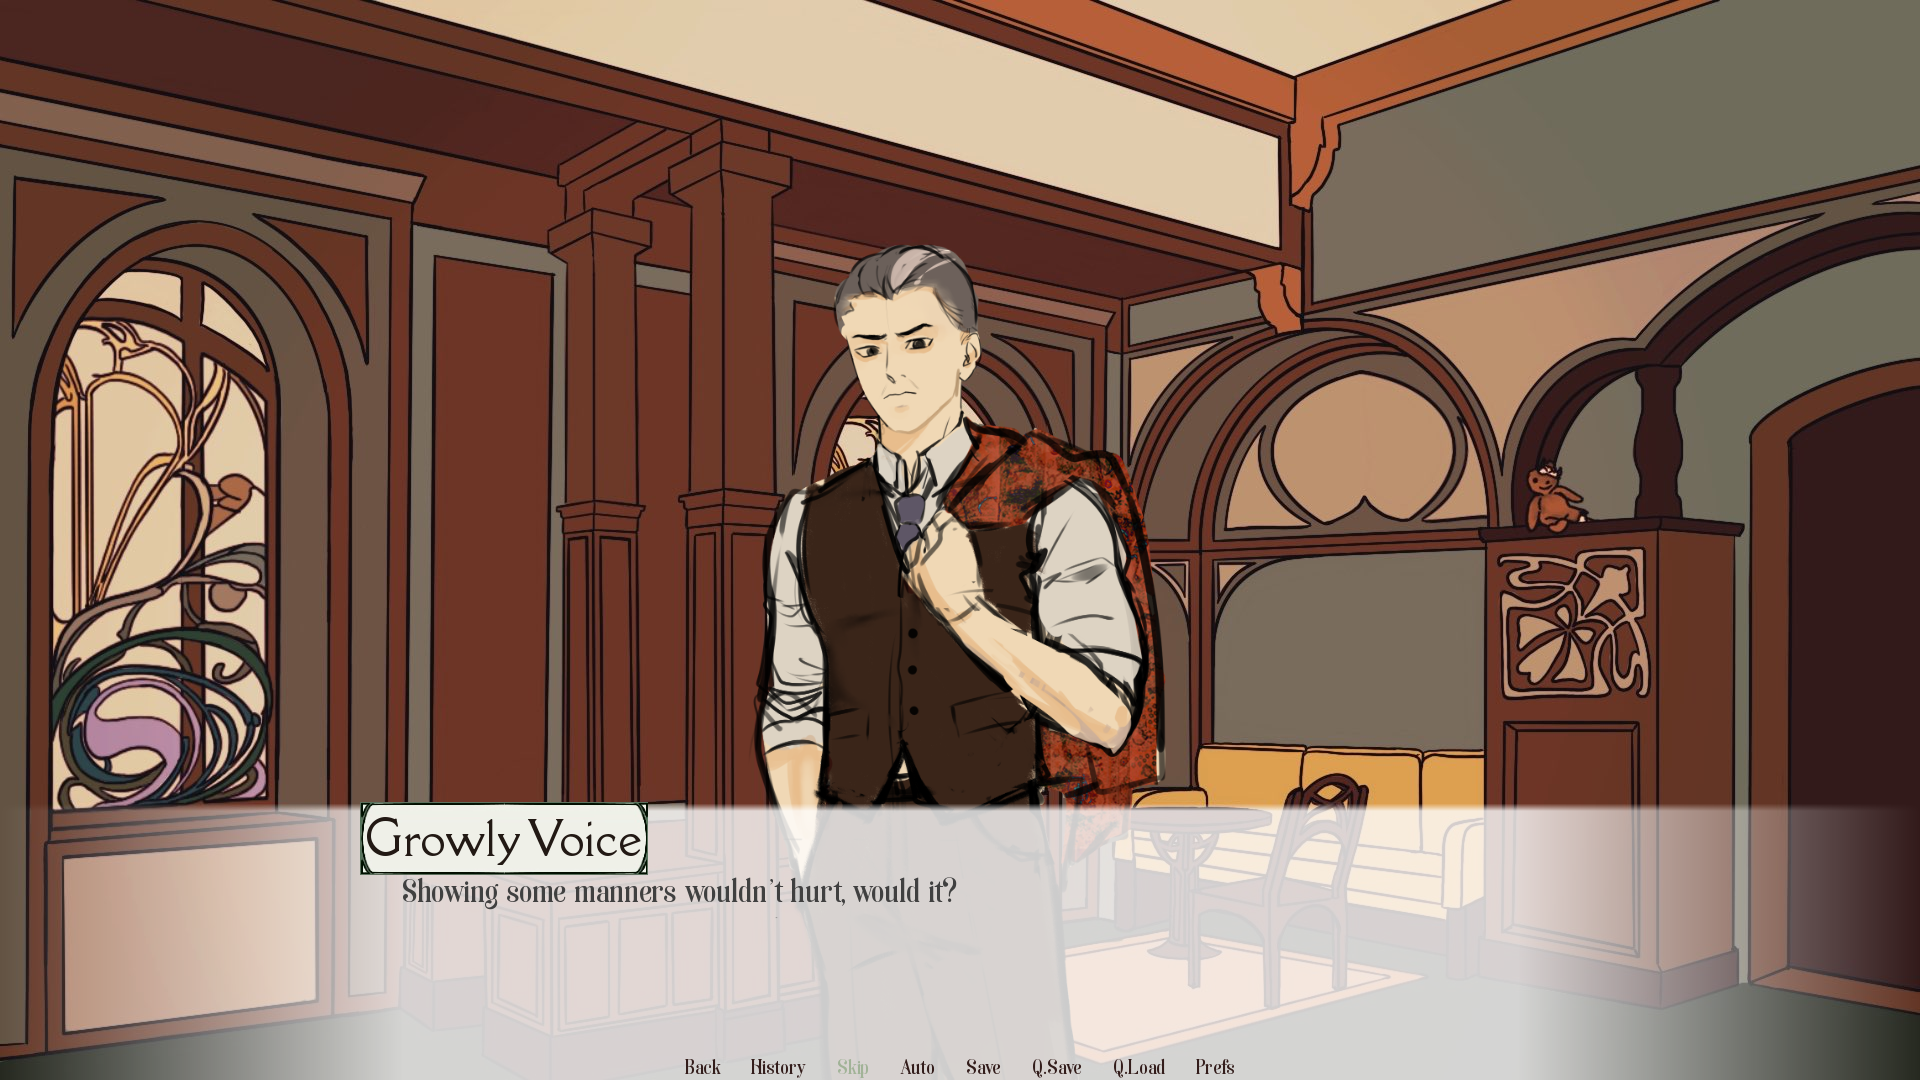 Growly Voice
Showing some manners wouldn't hurt, would it?
Back History Skip Auto Save Q.Save Q.Load Prefs